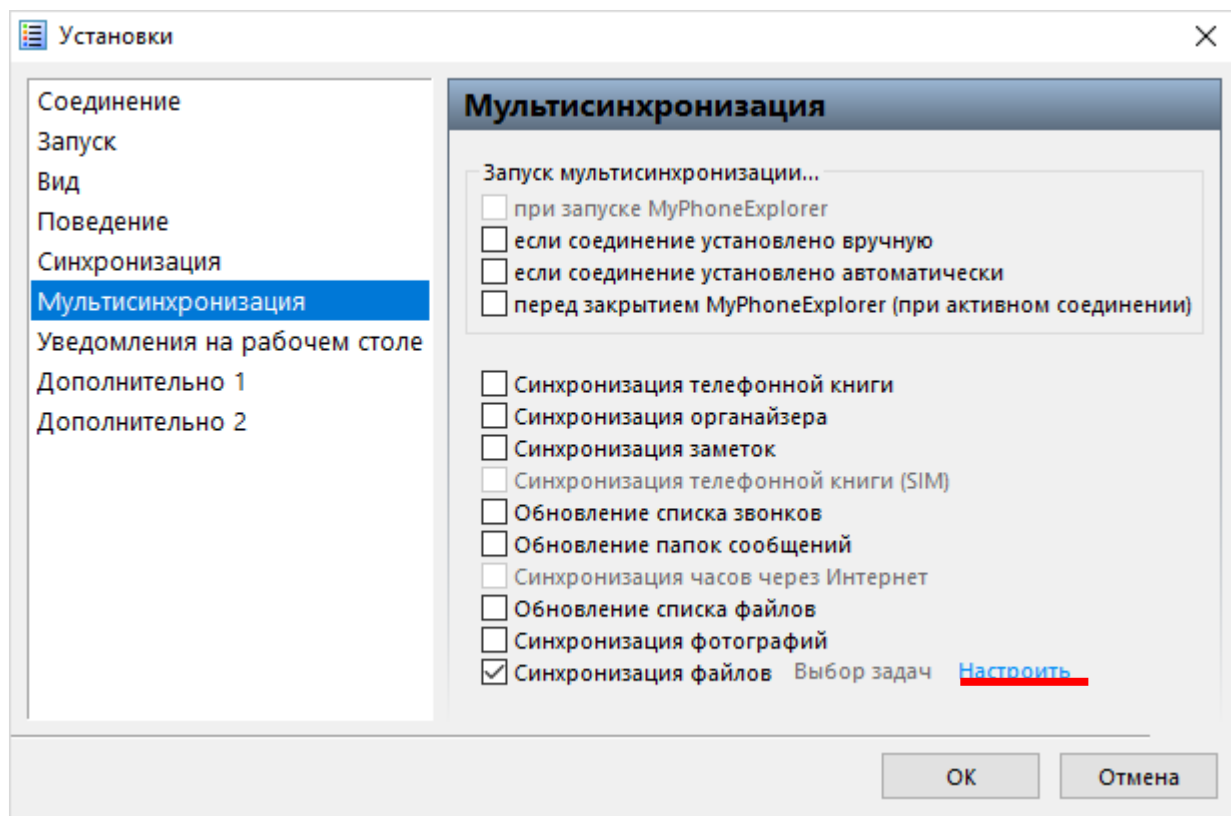 Установки
Соединение
Запуск
Вид
Поведение
Синхронизация
Мультисинхронизация
Уведомления на рабочем столе
Дополнительно 1
Дополнительно 2
Мультисинхронизация
Запуск мультисинхронизации...
при запуске MyPhoneExplorer
если соединение установлено вручную
если соединение установлено автоматически
перед закрытием MyPhoneExplorer (при активном соединении)
Синхронизация телефонной книги
Синхронизация органайзера
Синхронизация заметок
Синхронизация телефонной книги (SIM)
Обновление списка звонков
Обновление папок сообщений
Синхронизация часов через Интернет
Обновление списка файлов
Синхронизация фотографий
Синхронизация файлов Выбор задач Настроить
ОК Отмена